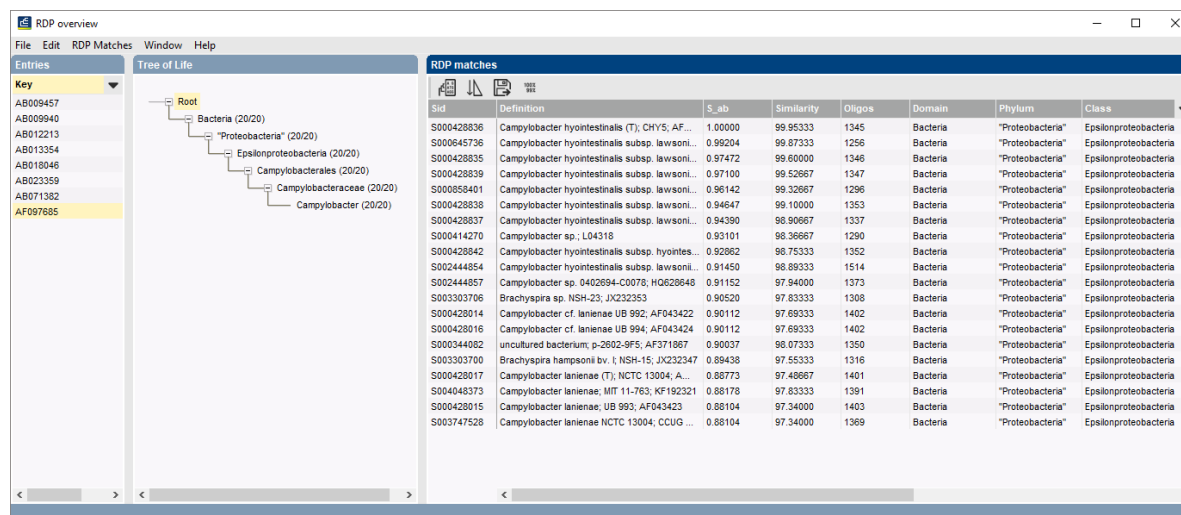 RDP overview
File Edit RDP Matches Window Help
Entries
Key
AB009457
AB009940
AB012213
AB013354
AB018046
AB023359
AB071382
AF097685
Tree of Life
Root
Bacteria (20/20)
"Proteobacteria" (20/20)
Epsilonproteobacteria (20/20)
Campylobacterales (20/20)
Campylobacteraceae (20/20)
Campylobacter (20/20)
RDP matches
Sid Definition S_ab Similarity Oligos Domain Phylum Class
S000428836 Campylobacter hyointestinalis (T); CHY5; AF... 1.00000 99.95333 1345 Bacteria "Proteobacteria" Epsilonproteobacteria
S000645736 Campylobacter hyointestinalis subsp. lawsoni... 0.99204 99.87333 1256 Bacteria "Proteobacteria" Epsilonproteobacteria
S000428835 Campylobacter hyointestinalis subsp. lawsoni... 0.97472 99.60000 1346 Bacteria "Proteobacteria" Epsilonproteobacteria
S000428839 Campylobacter hyointestinalis subsp. lawsoni... 0.97100 99.52667 1347 Bacteria "Proteobacteria" Epsilonproteobacteria
S000858401 Campylobacter hyointestinalis subsp. lawsoni... 0.96142 99.32667 1296 Bacteria "Proteobacteria" Epsilonproteobacteria
S000428838 Campylobacter hyointestinalis subsp. lawsoni... 0.94647 99.10000 1353 Bacteria "Proteobacteria" Epsilonproteobacteria
S000428837 Campylobacter hyointestinalis subsp. lawsoni... 0.94390 98.90667 1337 Bacteria "Proteobacteria" Epsilonproteobacteria
S000414270 Campylobacter sp.; L04318 0.93101 98.36667 1290 Bacteria "Proteobacteria" Epsilonproteobacteria
S000428842 Campylobacter hyointestinalis subsp. hyointes... 0.92862 98.75333 1352 Bacteria "Proteobacteria" Epsilonproteobacteria
S002444854 Campylobacter hyointestinalis subsp. lawsonii... 0.91450 98.89333 1514 Bacteria "Proteobacteria" Epsilonproteobacteria
S002444857 Campylobacter sp. 0402694-C0078; HQ628648 0.91152 97.94000 1373 Bacteria "Proteobacteria" Epsilonproteobacteria
S003303706 Brachyspira sp. NSH-23; JX232353 0.90520 97.83333 1308 Bacteria "Proteobacteria" Epsilonproteobacteria
S000428014 Campylobacter cf. lanienae UB 992; AF043422 0.90112 97.69333 1402 Bacteria "Proteobacteria" Epsilonproteobacteria
S000428016 Campylobacter cf. lanienae UB 994; AF043424 0.90112 97.69333 1402 Bacteria "Proteobacteria" Epsilonproteobacteria
S000344082 uncultured bacterium; p-2602-9F5; AF371867 0.90037 98.07333 1350 Bacteria "Proteobacteria" Epsilonproteobacteria
S003303700 Brachyspira hampsonii bv. I; NSH-15; JX232347 0.89438 97.55333 1316 Bacteria "Proteobacteria" Epsilonproteobacteria
S000428017 Campylobacter lanienae (T); NCTC 13004; A... 0.88773 97.48667 1401 Bacteria "Proteobacteria" Epsilonproteobacteria
S004048373 Campylobacter lanienae; MIT 11-763; KF192321 0.88178 97.83333 1391 Bacteria "Proteobacteria" Epsilonproteobacteria
S000428015 Campylobacter lanienae; UB 993; AF043423 0.88104 97.34000 1403 Bacteria "Proteobacteria" Epsilonproteobacteria
S003747528 Campylobacter lanienae NCTC 13004; CCUG ... 0.88104 97.34000 1369 Bacteria "Proteobacteria" Epsilonproteobacteria